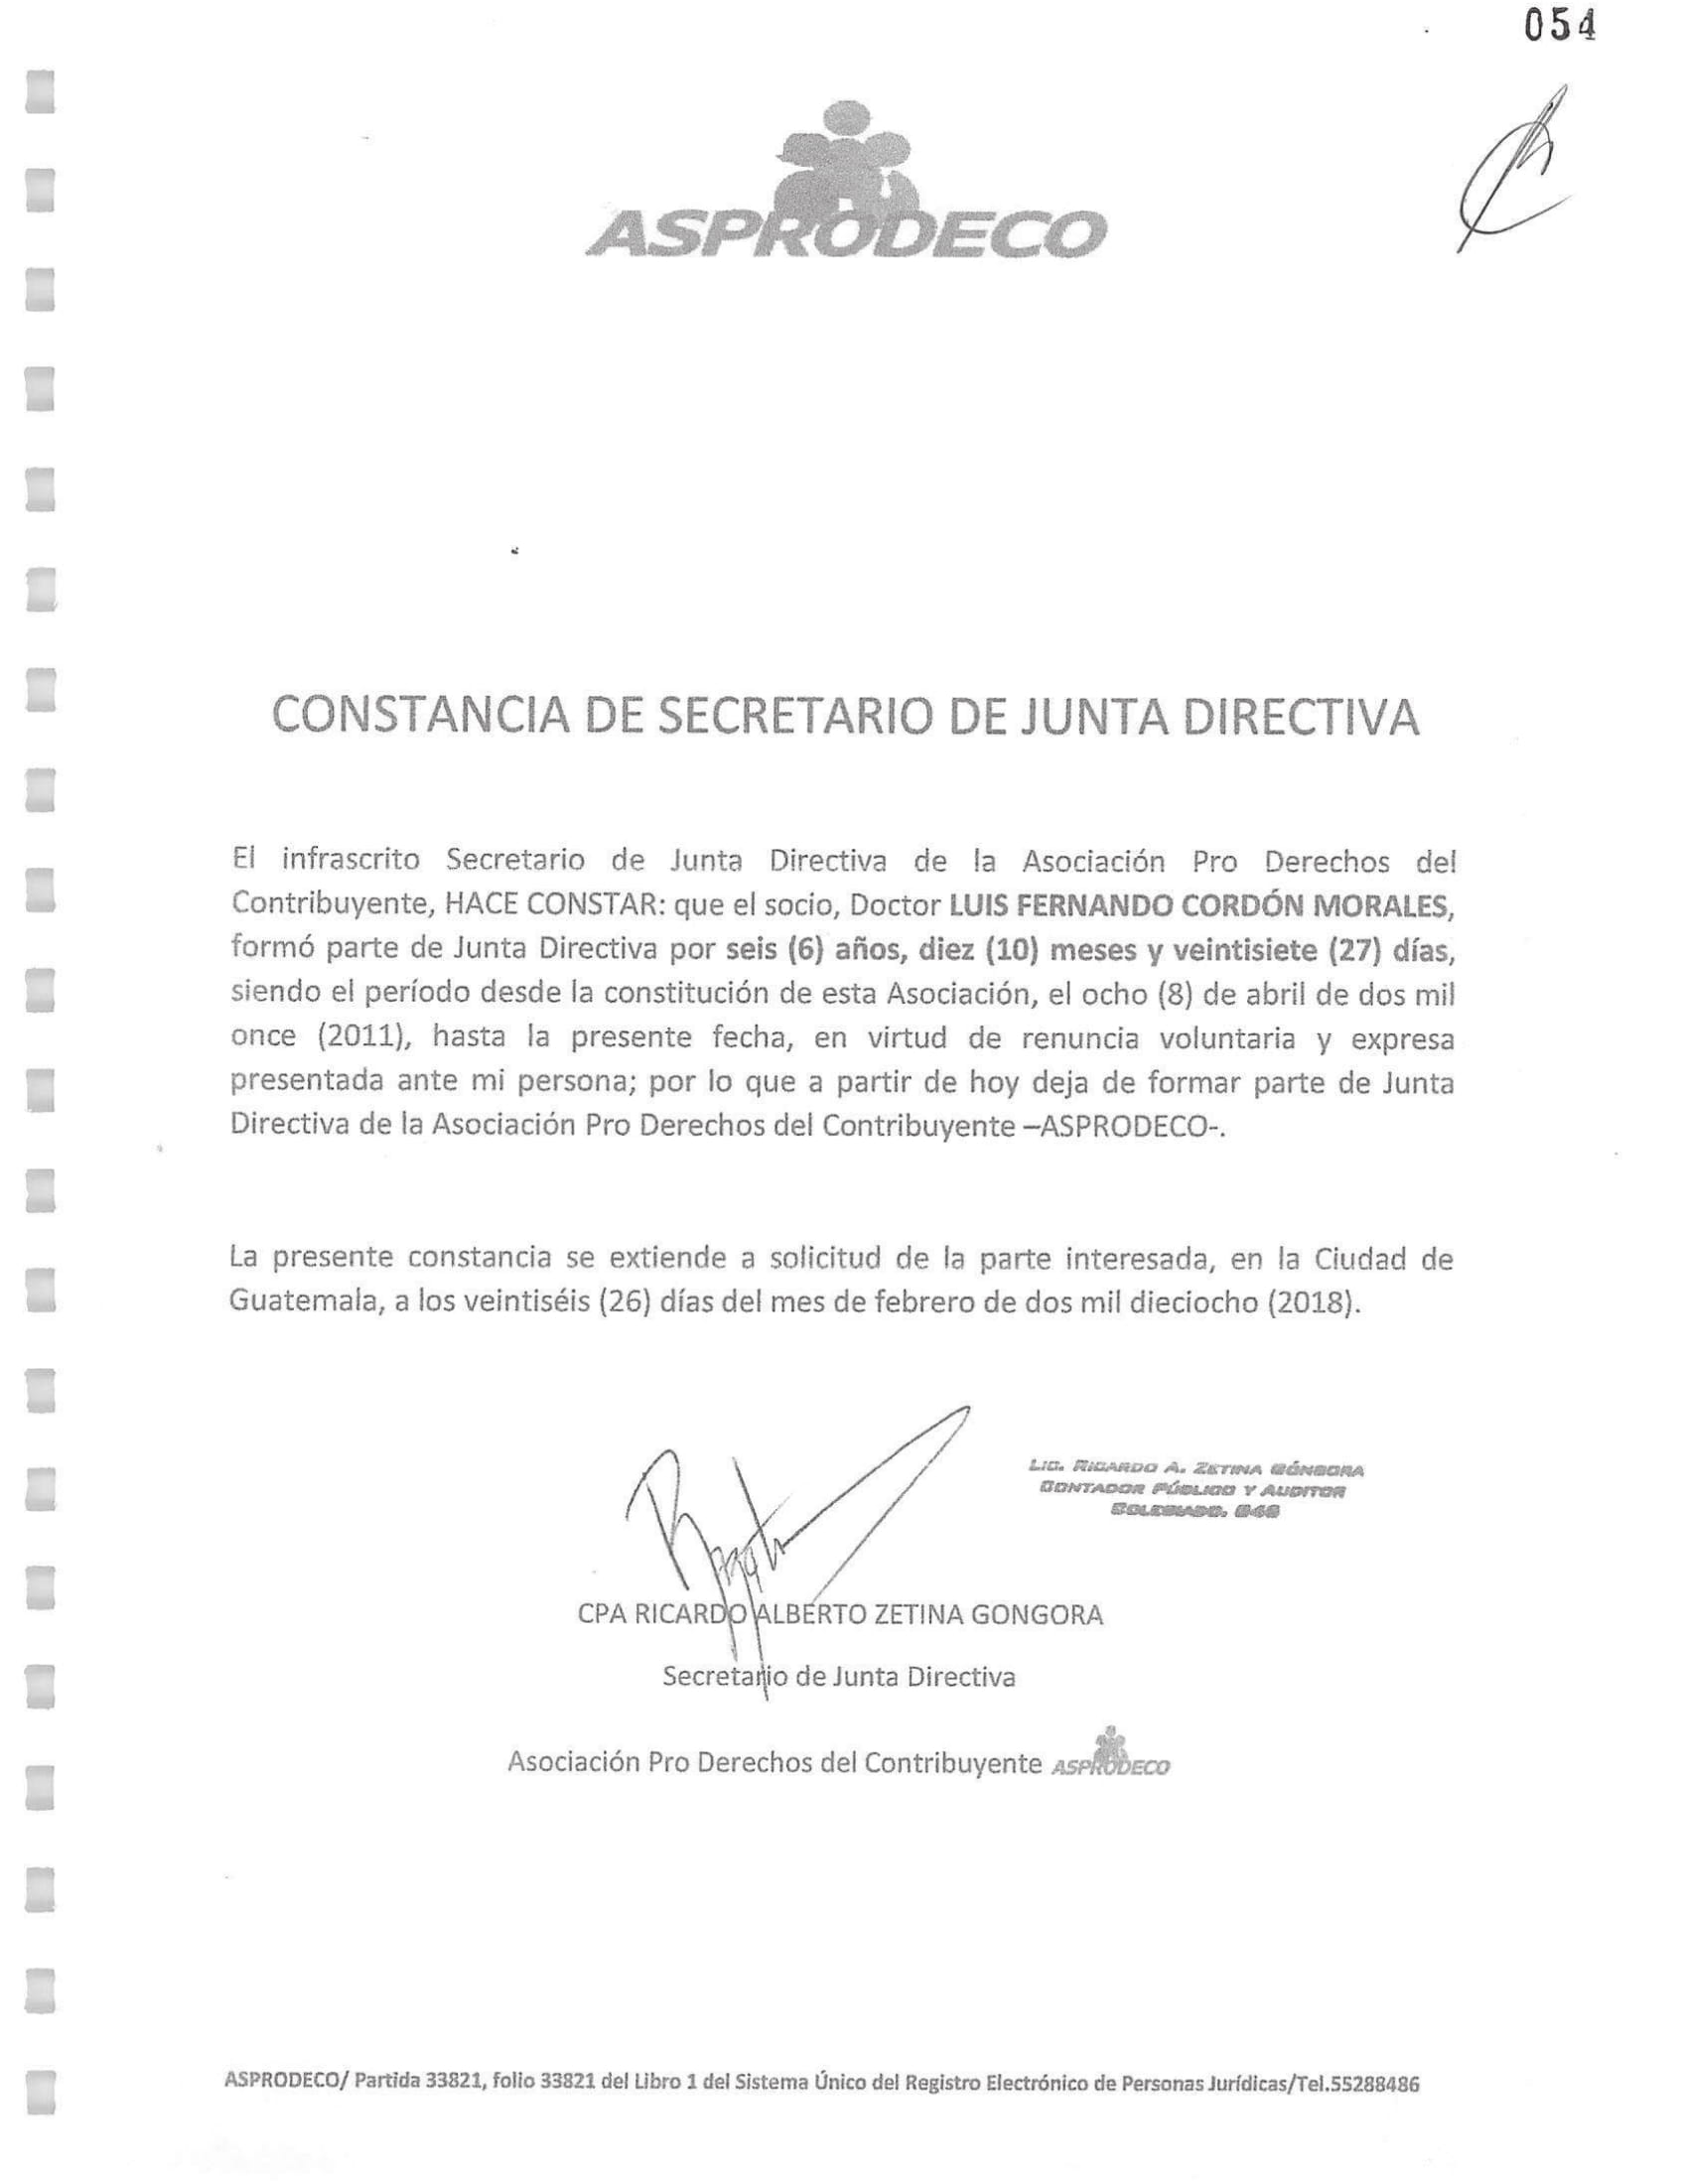 054
ASPRODECO
CONSTANCIA DE SECRETARIO DE JUNTA DIRECTIVA
El infrascrito Secretario de Junta Directiva de la Asociación Pro Derechos del
Contribuyente, HACE CONSTAR: que el socio, Doctor LUIS FERNANDO CORDÓN MORALES,
formó parte de Junta Directiva por seis (6) años, diez (10) meses y veintisiete (27) días,
siendo el período desde la constitución de esta Asociación, el ocho (8) de abril de dos mil
once (2011), hasta la presente fecha, en virtud de renuncia voluntaria y expresa
presentada ante mi persona; por lo que a partir de hoy deja de formar parte de Junta
Directiva de la Asociación Pro Derechos del Contribuyente –ASPRODECO-.
La presente constancia se extiende a solicitud de la parte interesada, en la Ciudad de
Guatemala, a los veintiséis (26) días del mes de febrero de dos mil dieciocho (2018).
LIC. RICARDO A. ZETINA GÓNGORA
CONTADOR PÚBLICO Y AUDITOR
COLEGIADO.
CPA RICARDO ALBERTO ZETINA GONGORA
Secretario de Junta Directiva
Asociación Pro Derechos del Contribuyente ASPRODECO
ASPRODECO/ Partida 33821, folio 33821 del Libro 1 del Sistema Único del Registro Electrónico de Personas Jurídicas/Tel.55288486